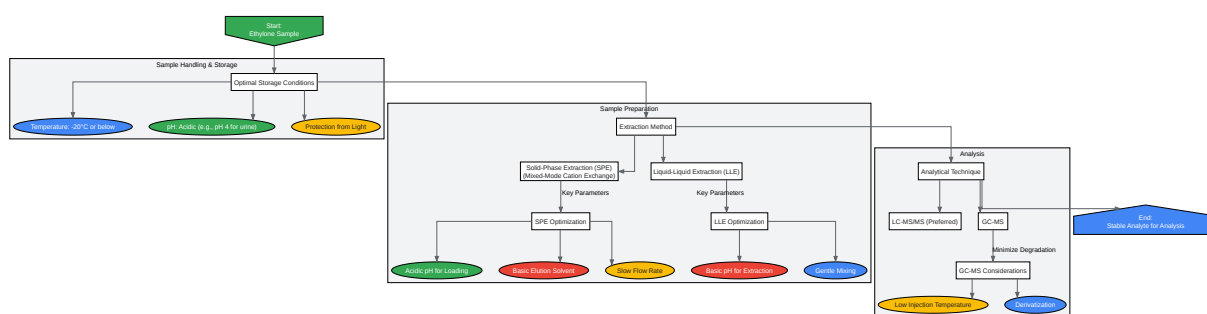 Start:
Ethylone Sample
Sample Handling & Storage
Optimal Storage Conditions
Temperature: -20°C or below
pH: Acidic (e.g., pH 4 for urine)
Protection from Light
Sample Preparation
Extraction Method
Solid-Phase Extraction (SPE)
(Mixed-Mode Cation Exchange)
Liquid-Liquid Extraction (LLE)
Key Parameters
Key Parameters
SPE Optimization
LLE Optimization
Acidic pH for Loading
Basic Elution Solvent
Slow Flow Rate
Basic pH for Extraction
Gentle Mixing
Analysis
Analytical Technique
LC-MS/MS (Preferred)
GC-MS
Minimize Degradation
GC-MS Considerations
Low Injection Temperature
Derivatization
End:
Stable Analyte for Analysis